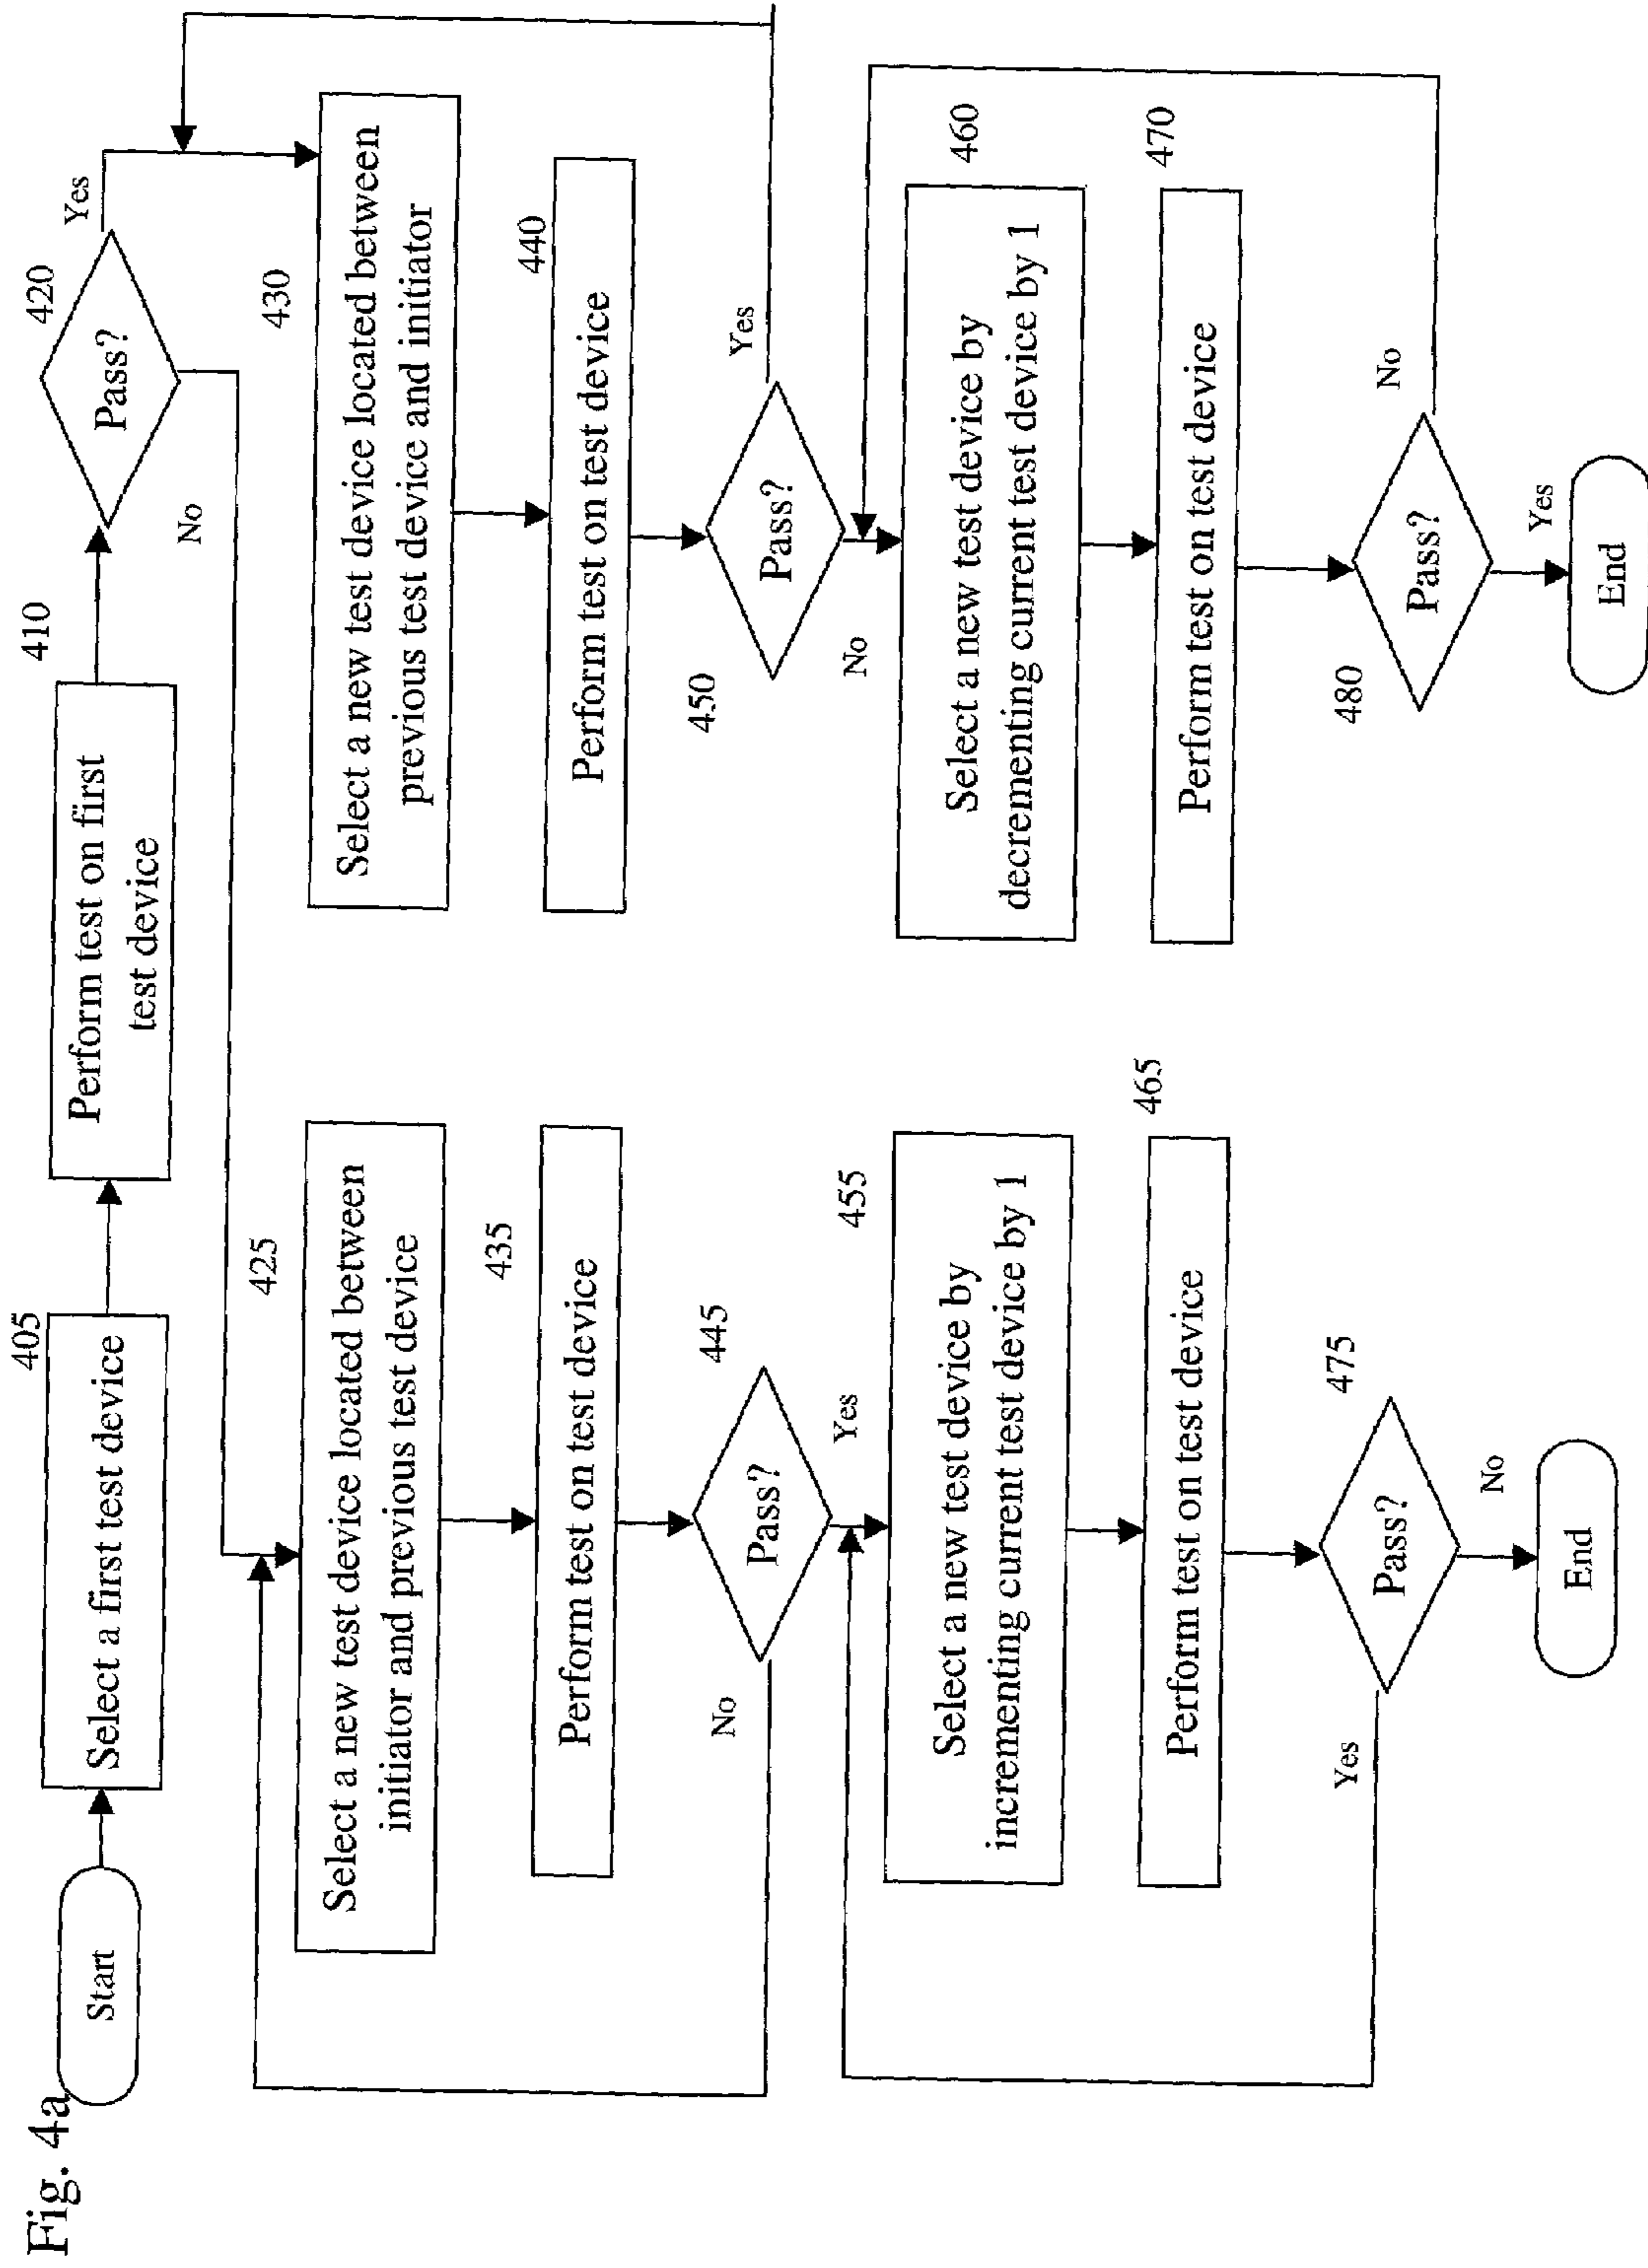 Fig. 4a
Start
405
Select a first test device
410
Perform test on first
test device
420
Pass?
Yes
No
425
Select a new test device located between
initiator and previous test device
435
Perform test on test device
445
Pass?
No
Yes
455
Select a new test device by
incrementing current test device by 1
465
Perform test on test device
475
Pass?
Yes
No
End
430
Select a new test device located between
previous test device and initiator
440
Perform test on test device
450
Pass?
Yes
No
460
Select a new test device by
decrementing current test device by 1
470
Perform test on test device
480
Pass?
No
Yes
End